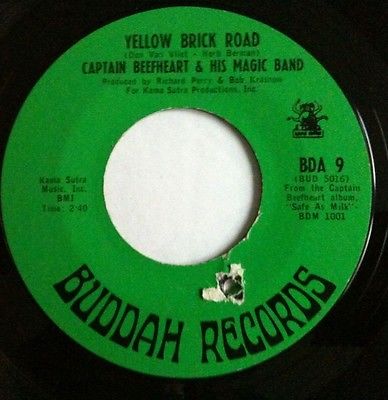 YELLOW BRICK ROAD
(Don Van Vliet - Herb Berman)
CAPTAIN BEEFHEART & HIS MAGIC BAND
Produced by Richard Perry & Bob Krasnow
For Kama Sutra Productions, Inc.
Kama Sutra
Music, Inc.
BMI
Time: 2:40
BDA 9
(BUD 5016)
From the Captain
Beefheart album,
"Safe As Milk"
BDM 1001
BUDDAH RECORDS